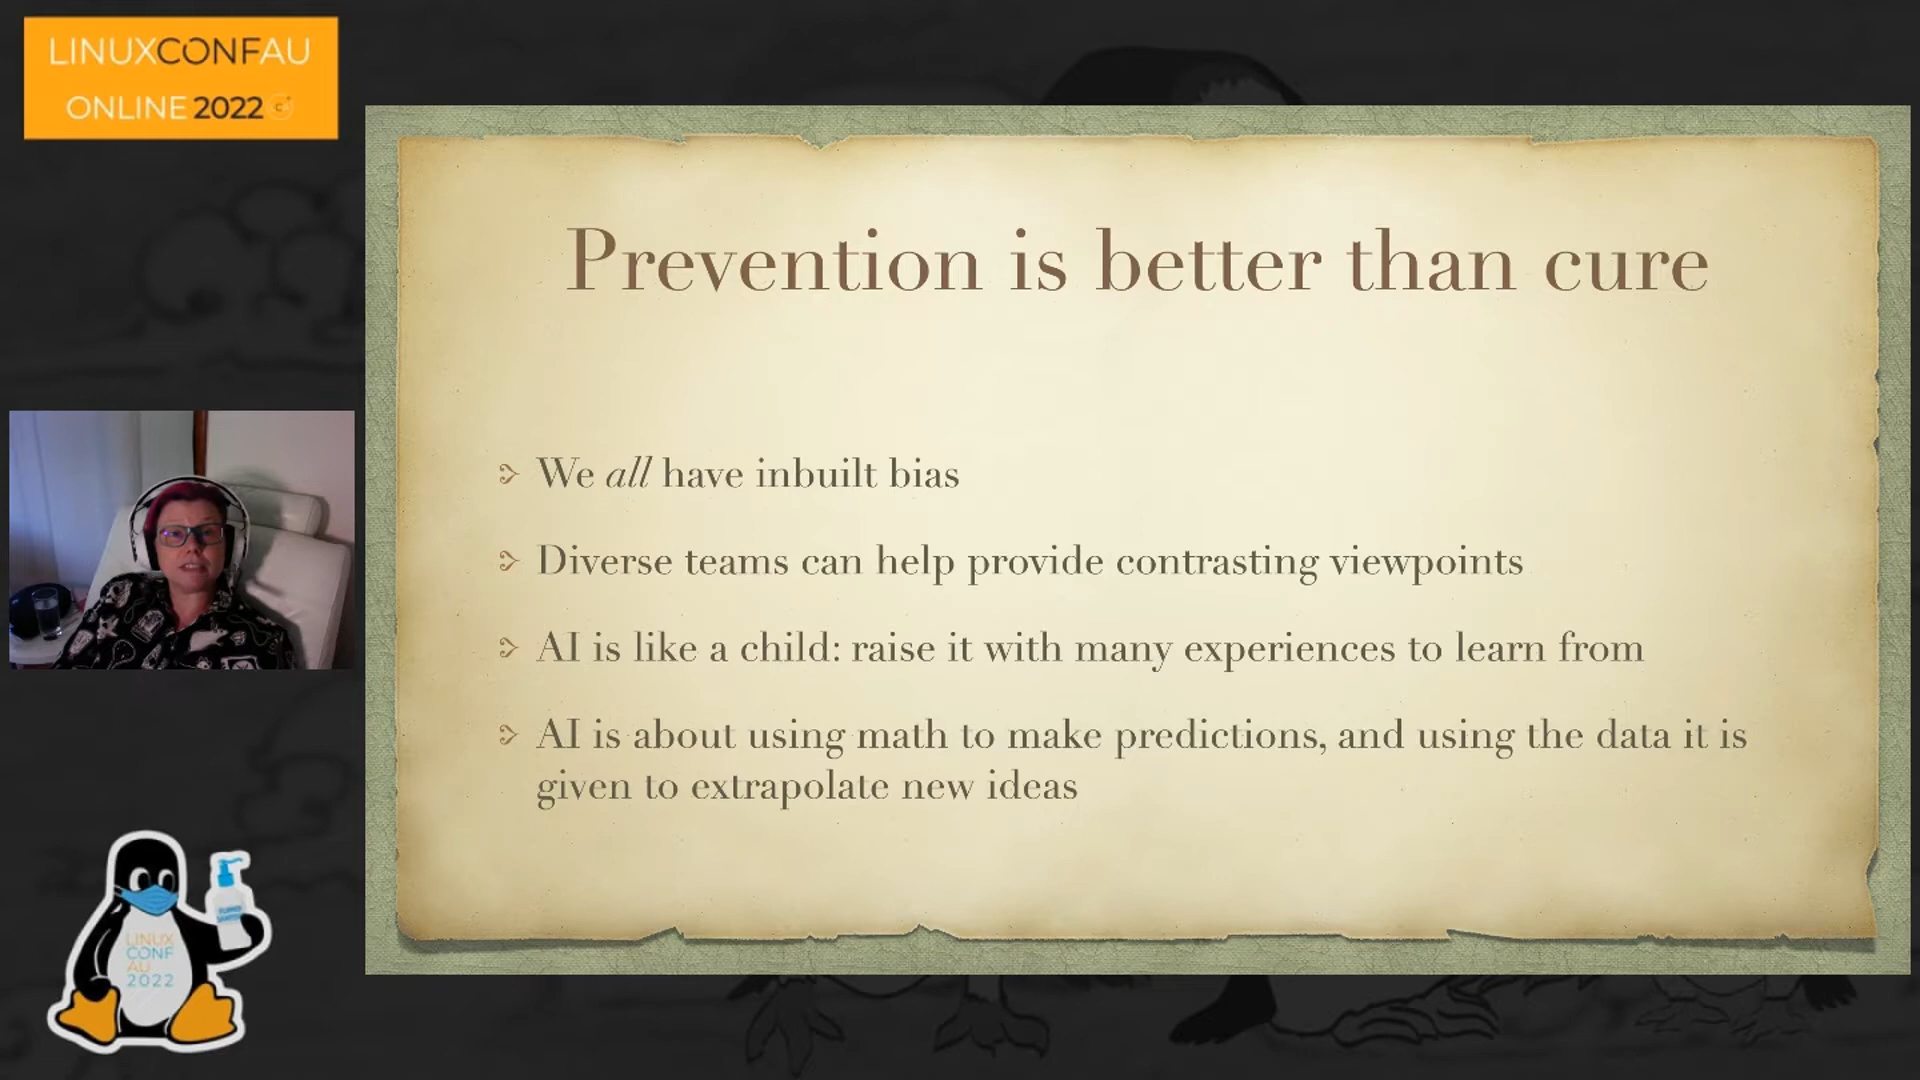 LINUXCONFAU
ONLINE 2022
Prevention is better than cure
We all have inbuilt bias
Diverse teams can help provide contrasting viewpoints
AI is like a child: raise it with many experiences to learn from
AI is about using math to make predictions, and using the data it is
given to extrapolate new ideas
LINUX
CONF
AU
2022